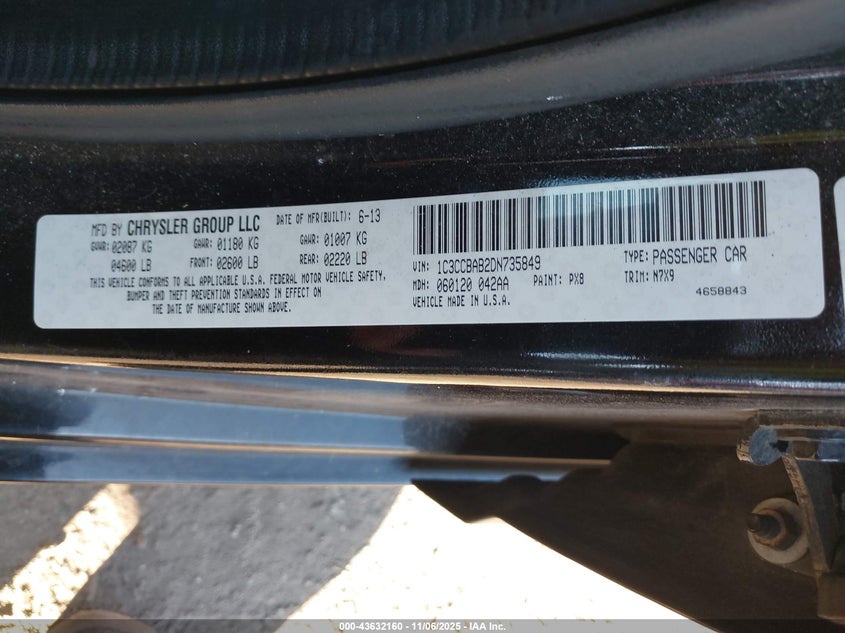 MFD BY CHRYSLER GROUP LLC DATE OF MFR(BUILT): 6-13
GVWR: 02087 KG GAWR: 01180 KG GAWR: 01007 KG
04600 LB FRONT: 02600 LB REAR: 02220 LB
THIS VEHICLE CONFORMS TO ALL APPLICABLE U.S.A. FEDERAL MOTOR VEHICLE SAFETY,
BUMPER AND THEFT PREVENTION STANDARDS IN EFFECT ON
THE DATE OF MANUFACTURE SHOWN ABOVE.
VIN: 1C3CCBAB2DN735849 TYPE: PASSENGER CAR
MDH: 060120 042AA PAINT: PX8 TRIM: N7X9
VEHICLE MADE IN U.S.A. 4658843
000-43632160 - 11/06/2025 - IAA Inc.